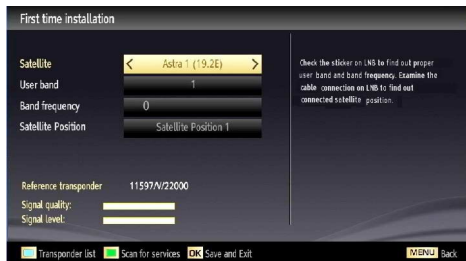 First time installation
Satellite
Astra 1 (19.2E)
User band
1
Band frequency
0
Satellite Position
Satellite Position 1
Check the sticker on LNB to find out proper
user band and band frequency. Examine the
cable connection on LNB to find out
connected satellite position.
Reference transponder 11597/V/22000
Signal quality:
Signal level:
Transponder list Scan for services OK Save and Exit MENU Back